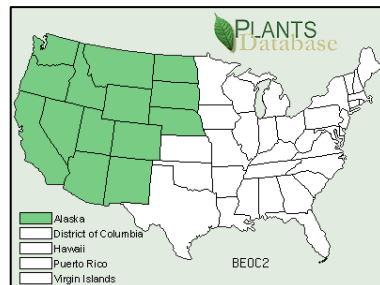 PLANTS
Database
Alaska
District of Columbia
Hawaii
Puerto Rico
Virgin Islands
BEOC2